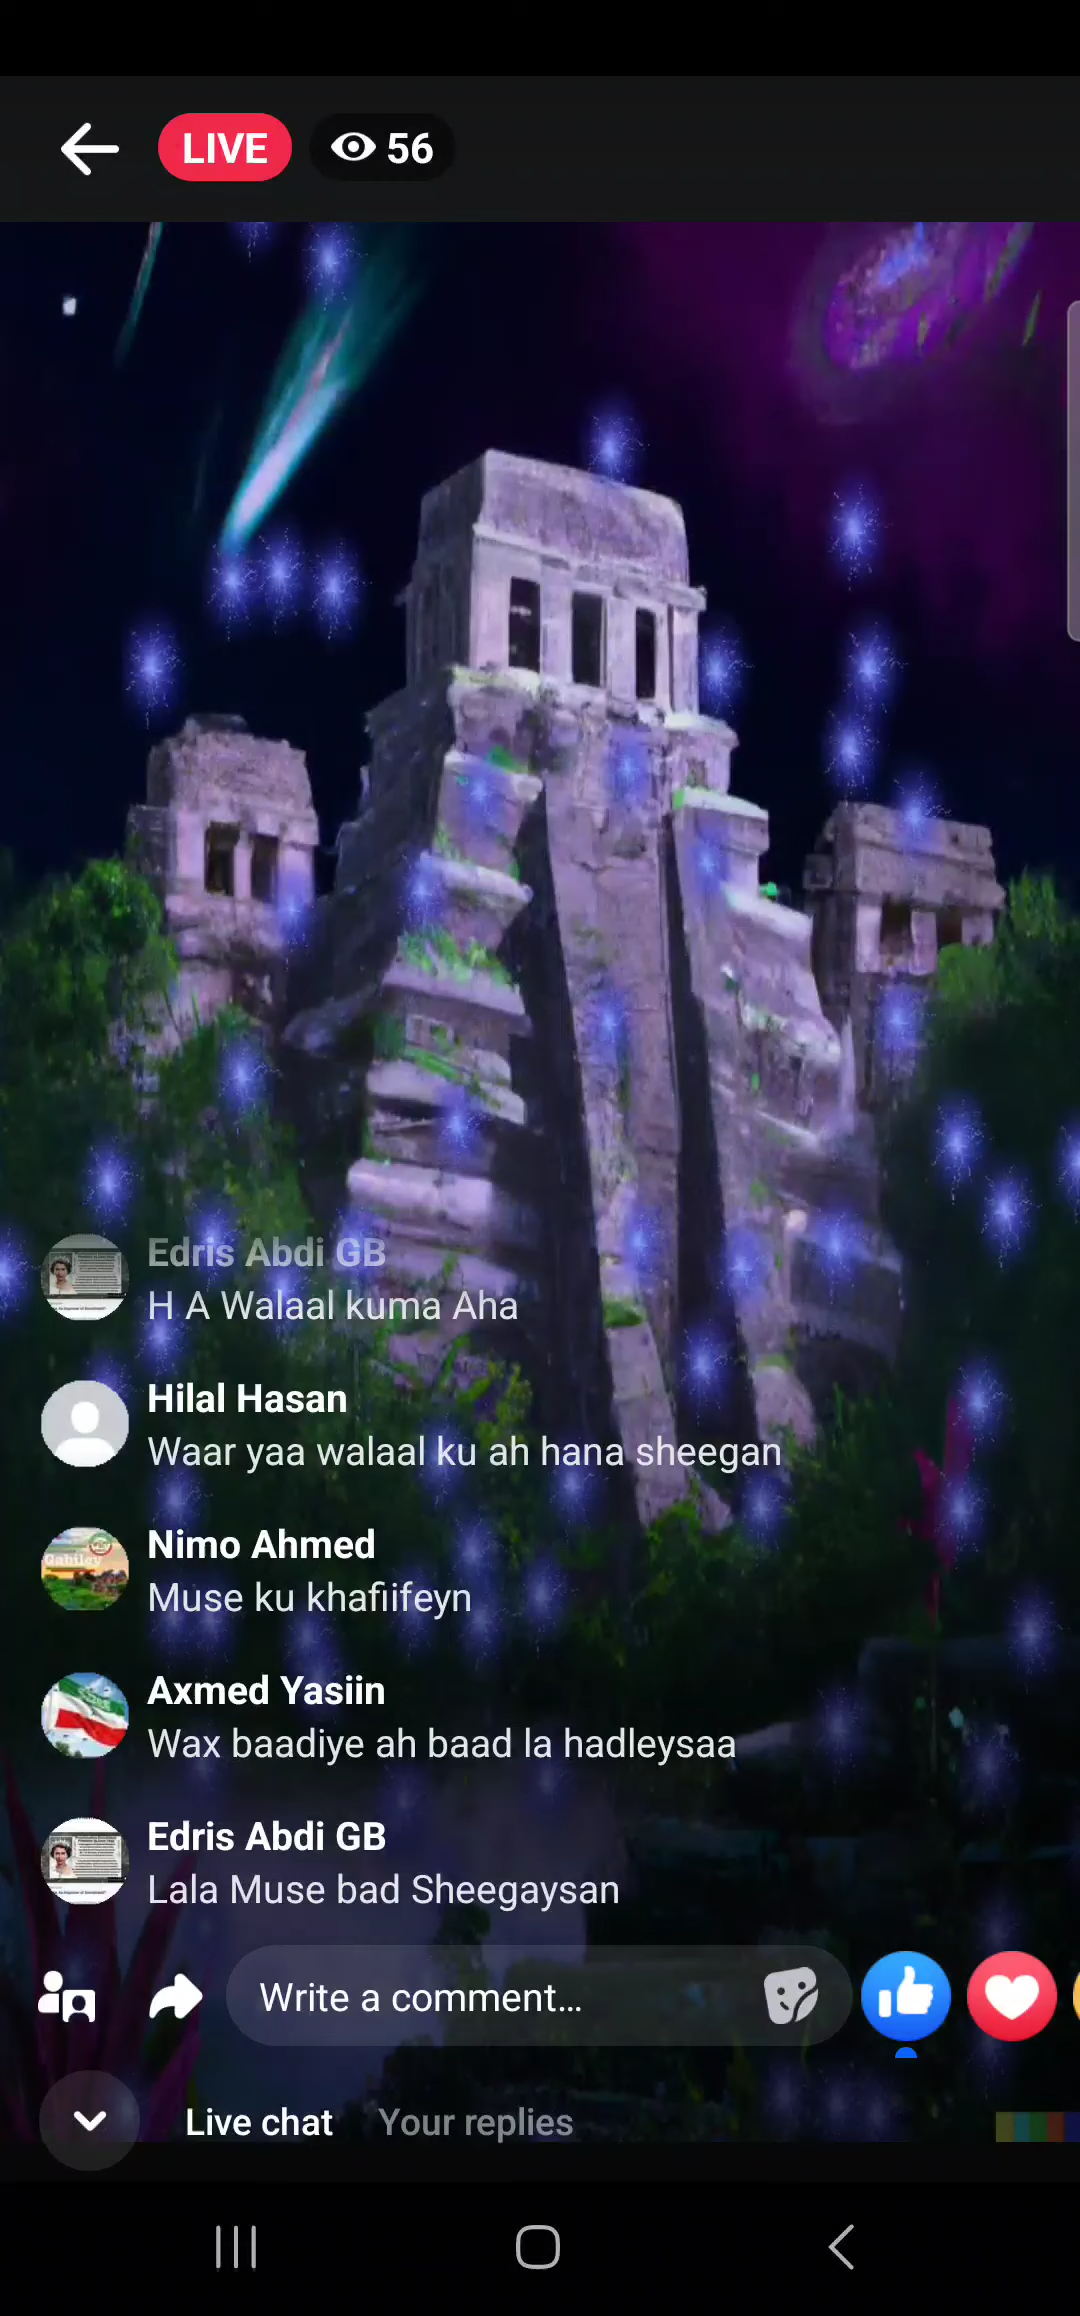 LIVE 56
Edris Abdi GB
H A Walaal kuma Aha
Hilal Hasan
Waar yaa walaal ku ah hana sheegan
Nimo Ahmed
Muse ku khafiifeyn
Axmed Yasiin
Wax baadiye ah baad la hadleysaa
Edris Abdi GB
Lala Muse bad Sheegaysan
Write a comment...
Live chat Your replies